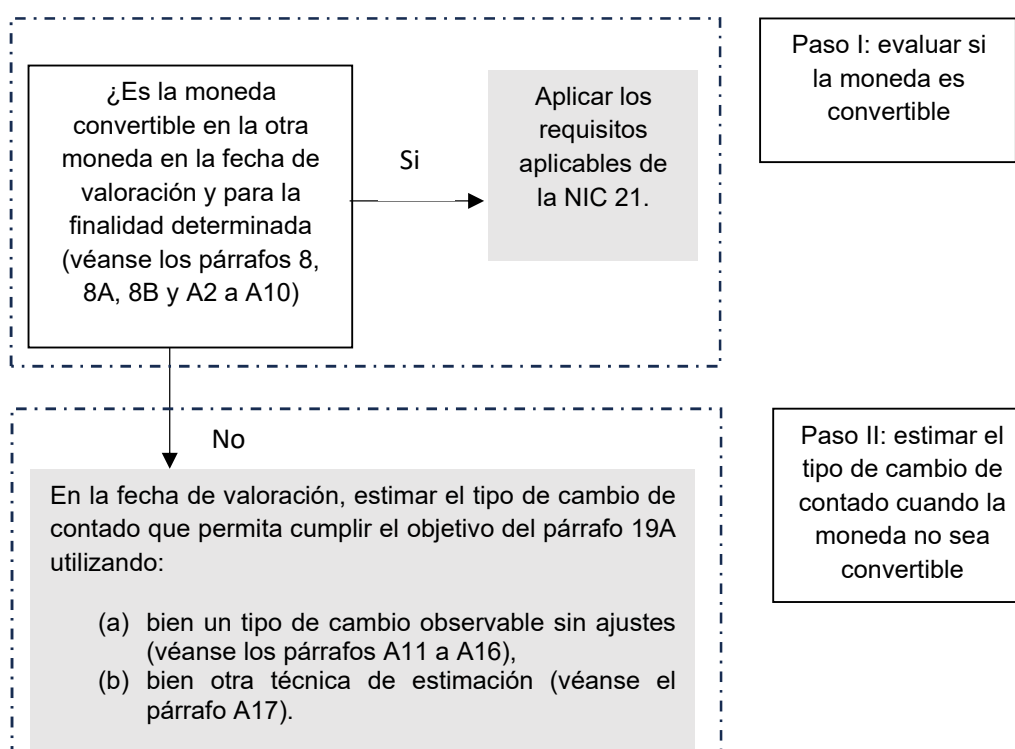 ¿Es la moneda
convertible en la otra
moneda en la fecha de
valoración y para la
finalidad determinada
(véanse los párrafos 8,
8A, 8B y A2 a A10)
Si
Aplicar los
requisitos
aplicables de
la NIC 21.
Paso I: evaluar si
la moneda es
convertible
No
En la fecha de valoración, estimar el tipo de cambio de
contado que permita cumplir el objetivo del párrafo 19A
utilizando:
(a) bien un tipo de cambio observable sin ajustes
(véanse los párrafos A11 a A16),
(b) bien otra técnica de estimación (véanse el
párrafo A17).
Paso II: estimar el
tipo de cambio de
contado cuando la
moneda no sea
convertible